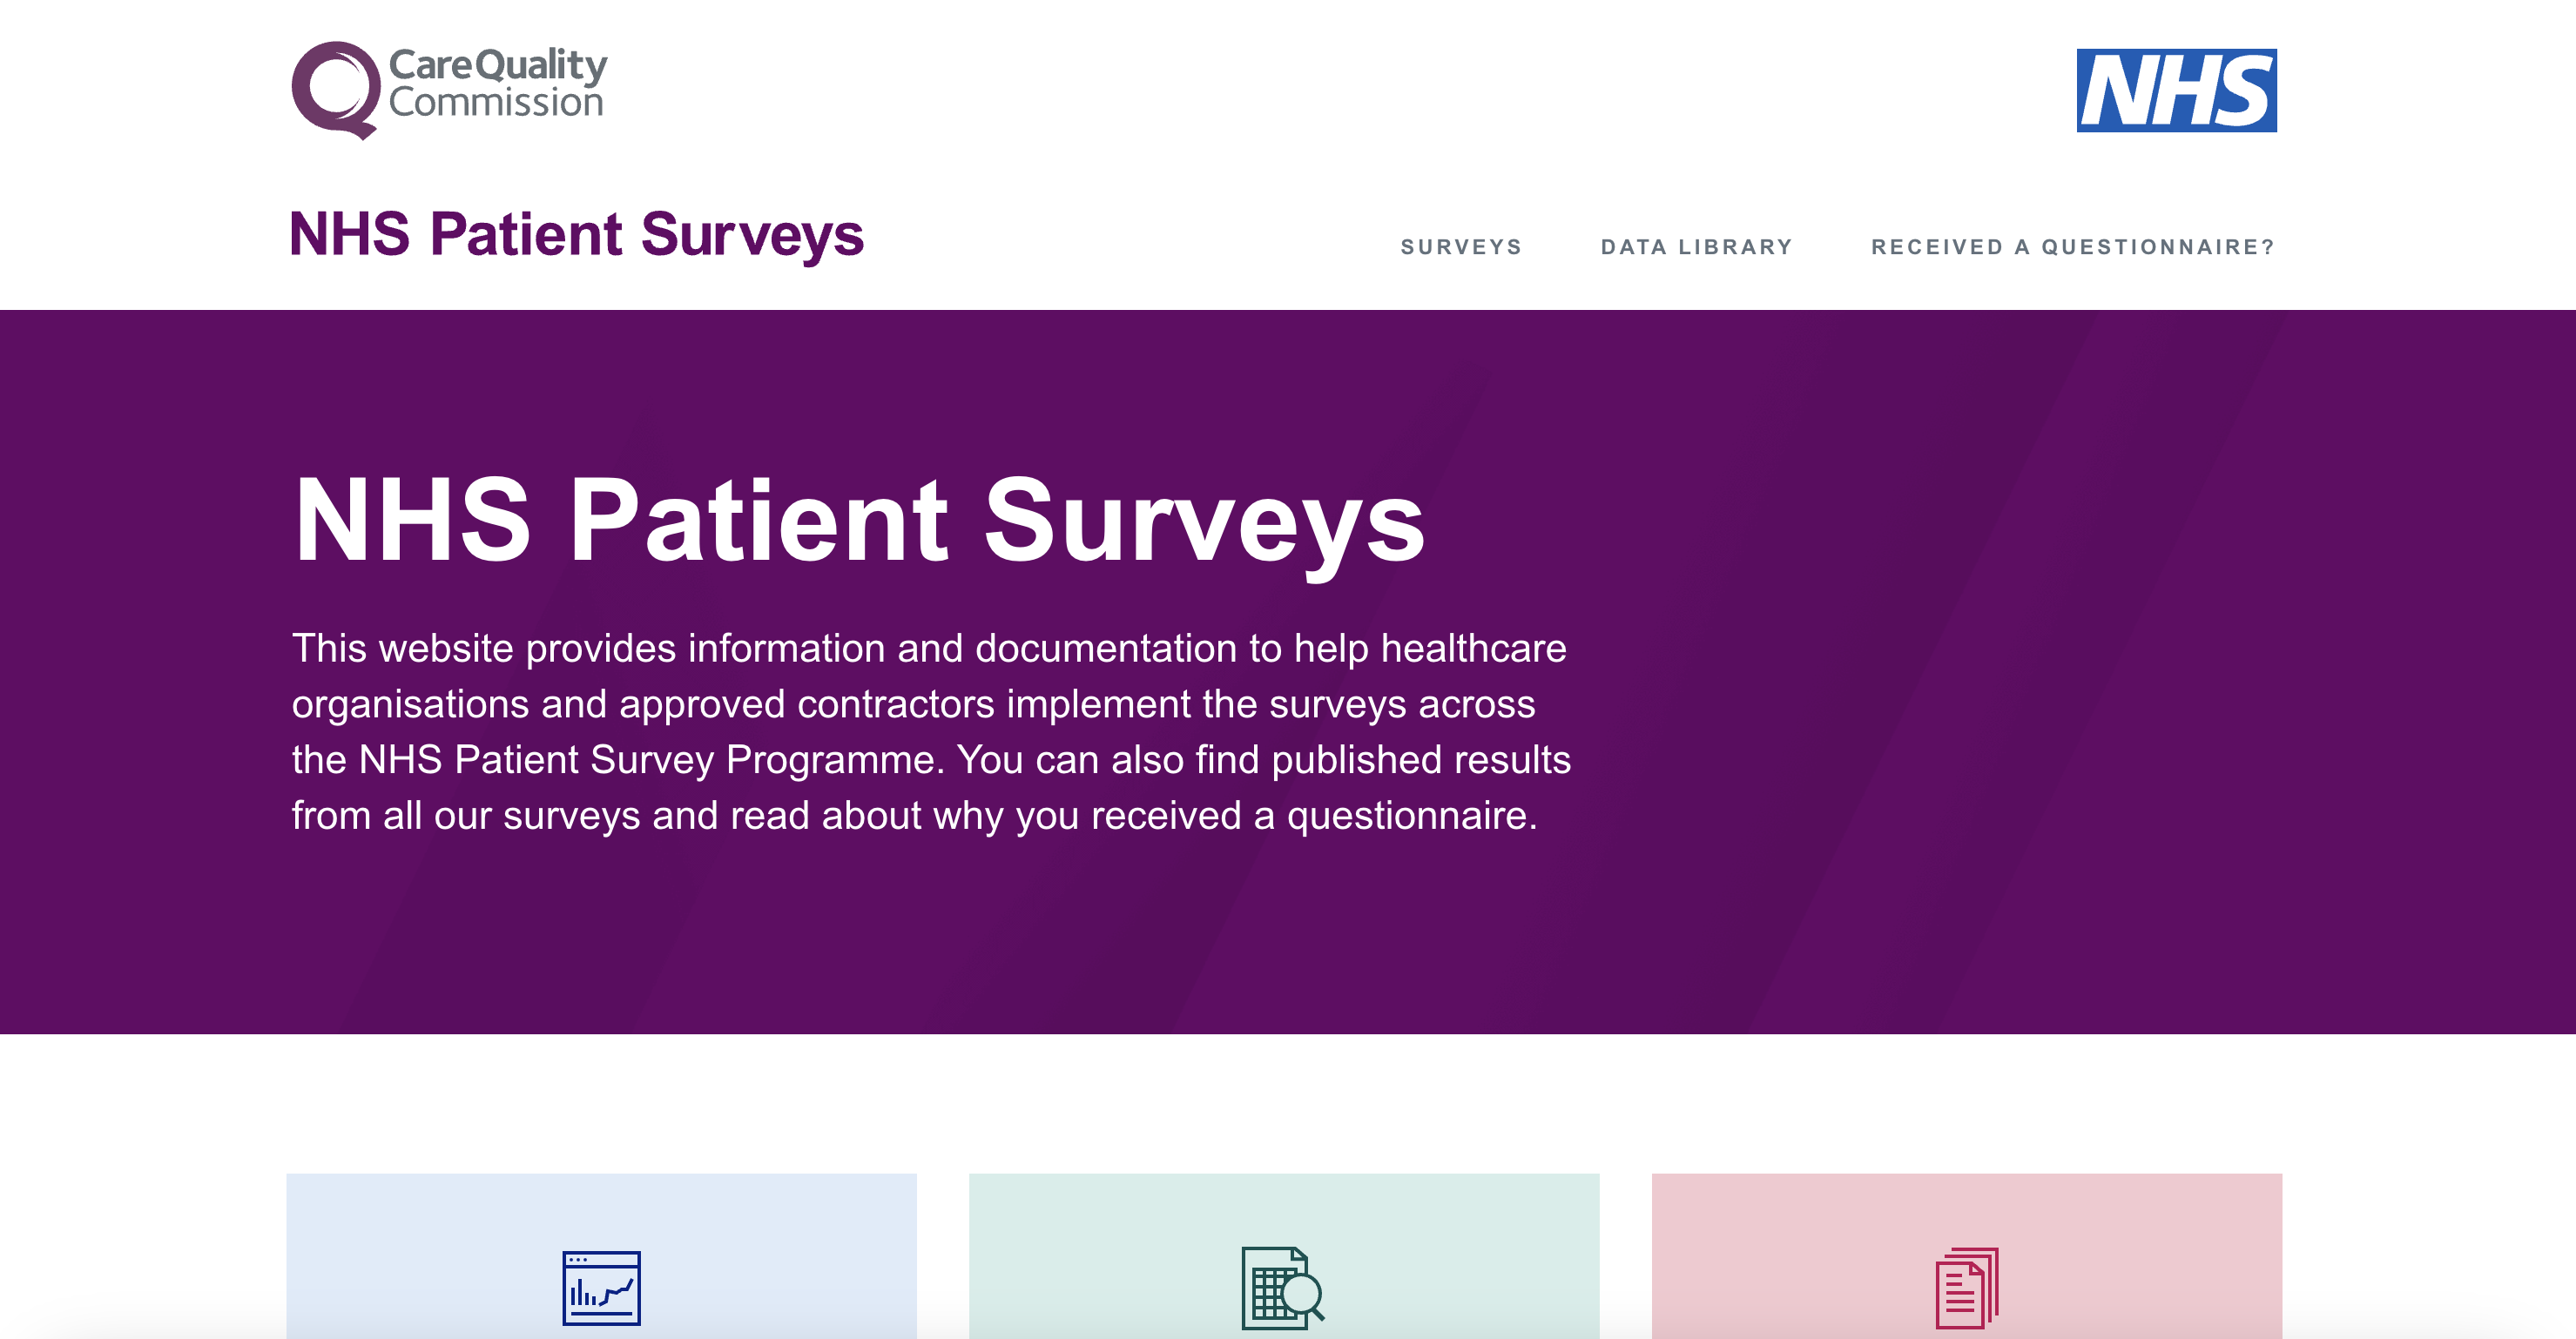 CareQuality
Commission
NHS
NHS Patient Surveys
SURVEYS DATA LIBRARY RECEIVED A QUESTIONNAIRE?
NHS Patient Surveys
This website provides information and documentation to help healthcare
organisations and approved contractors implement the surveys across
the NHS Patient Survey Programme. You can also find published results
from all our surveys and read about why you received a questionnaire.